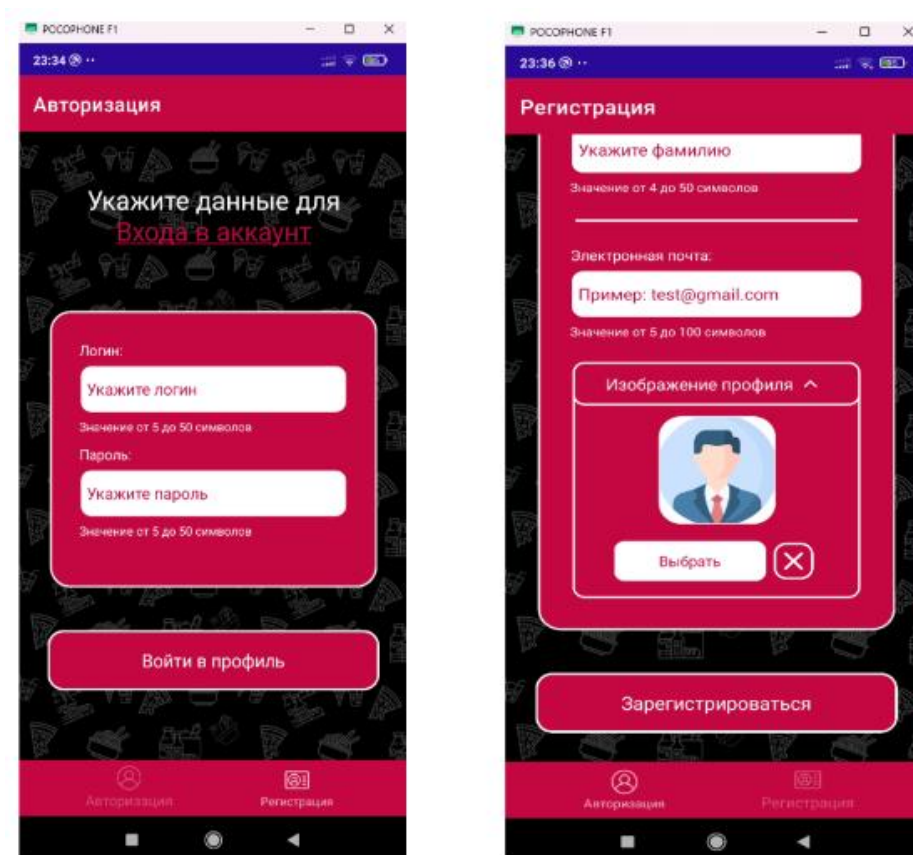 POCOPHONE F1
23:34
Авторизация
Укажите данные для
Входа в аккаунт
Логин:
Укажите логин
Значение от 5 до 50 символов
Пароль:
Укажите пароль
Значение от 5 до 50 символов
Войти в профиль
Авторизация
Регистрация
POCOPHONE F1
23:36
Регистрация
Укажите фамилию
Значение от 4 до 50 символов
Электронная почта:
Пример: test@gmail.com
Значение от 5 до 100 символов
Изображение профиля
Выбрать
Зарегистрироваться
Авторизация
Регистрация